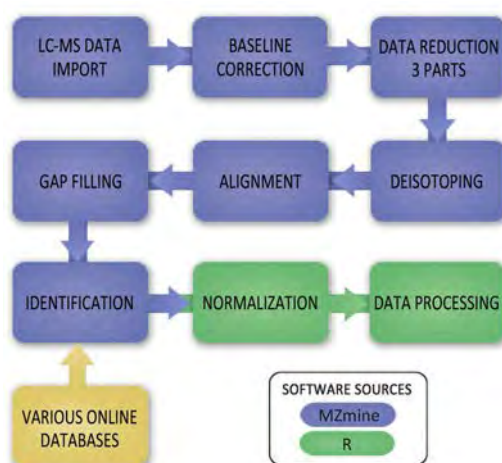 LC-MS DATA
IMPORT
BASELINE
CORRECTION
DATA REDUCTION
3 PARTS
GAP FILLING
ALIGNMENT
DEISOTOPING
IDENTIFICATION
NORMALIZATION
DATA PROCESSING
VARIOUS ONLINE
DATABASES
SOFTWARE SOURCES
MZmine
R